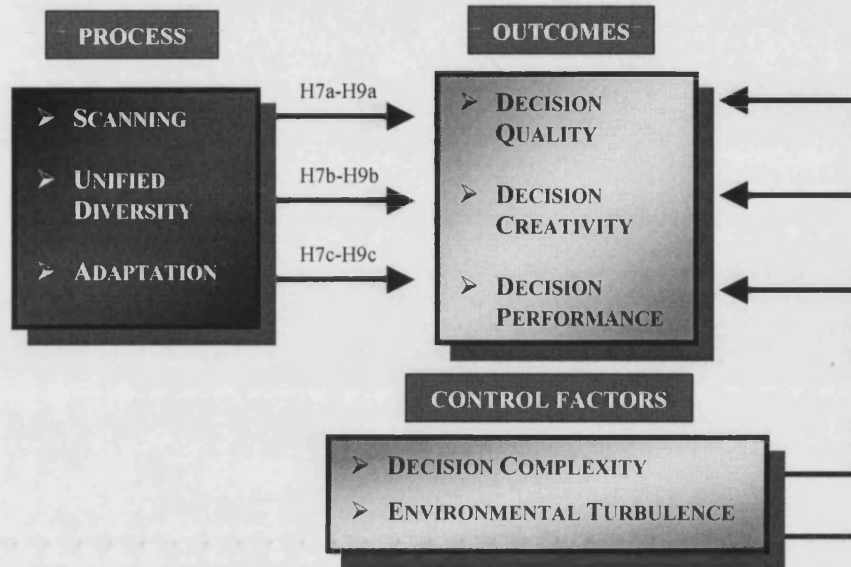 PROCESS
OUTCOMES
H7a-H9a
H7b-H9b
H7c-H9c
➢ SCANNING
➢ UNIFIED
DIVERSITY
➢ ADAPTATION
➢ DECISION
QUALITY
➢ DECISION
CREATIVITY
➢ DECISION
PERFORMANCE
CONTROL FACTORS
➢ DECISION COMPLEXITY
➢ ENVIRONMENTAL TURBULENCE